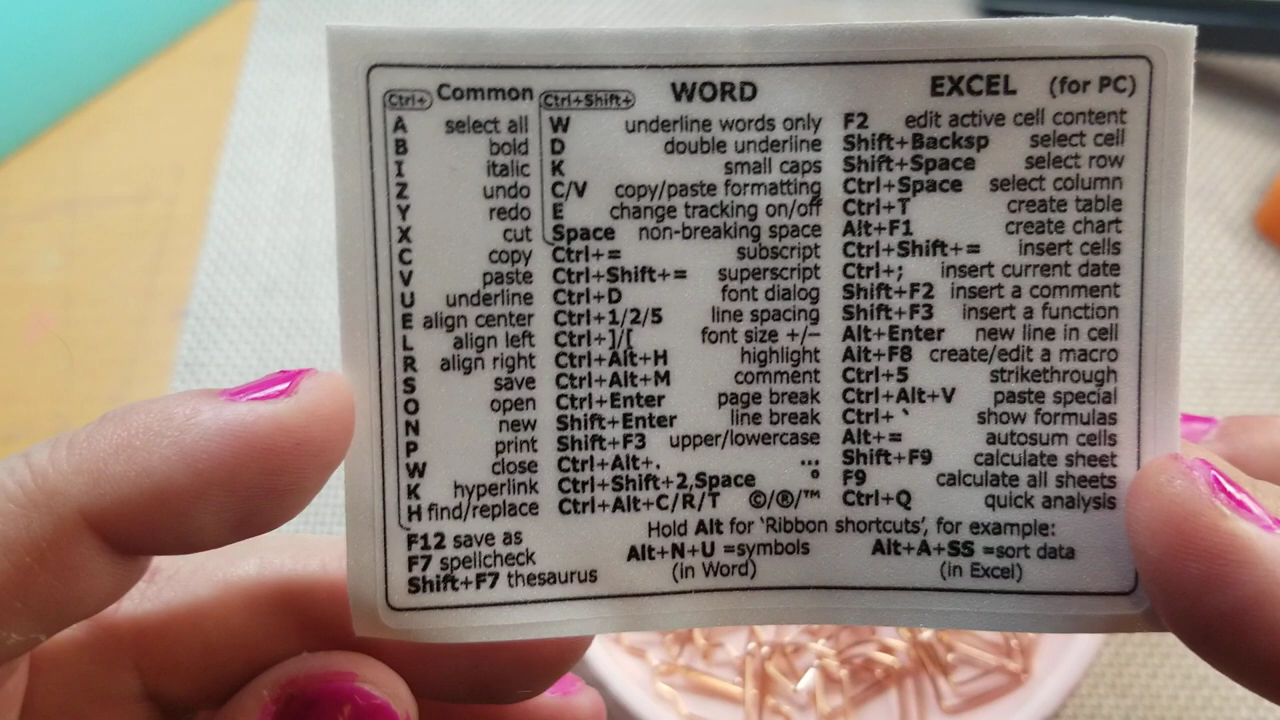 Ctrl+ Common
A select all
B bold
I italic
Z undo
Y redo
X cut
C copy
V paste
U underline
E align center
L align left
R align right
S save
O open
N new
P print
W close
K hyperlink
H find/replace
F12 save as
F7 spellcheck
Shift+F7 thesaurus
Ctrl+Shift+ WORD
W underline words only
D double underline
K small caps
C/V copy/paste formatting
E change tracking on/off
Space non-breaking space
Ctrl+= subscript
Ctrl+Shift+= superscript
Ctrl+D font dialog
Ctrl+1/2/5 line spacing
Ctrl+]/[ font size +/−
Ctrl+Alt+H highlight
Ctrl+Alt+M comment
Ctrl+Enter page break
Shift+Enter line break
Shift+F3 upper/lowercase
Ctrl+Alt+. ...
Ctrl+Shift+2,Space °
Ctrl+Alt+C/R/T ©/®/™
EXCEL (for PC)
F2 edit active cell content
Shift+Backsp select cell
Shift+Space select row
Ctrl+Space select column
Ctrl+T create table
Alt+F1 create chart
Ctrl+Shift+= insert cells
Ctrl+; insert current date
Shift+F2 insert a comment
Shift+F3 insert a function
Alt+Enter new line in cell
Alt+F8 create/edit a macro
Ctrl+5 strikethrough
Ctrl+Alt+V paste special
Ctrl+ ` show formulas
Alt+= autosum cells
Shift+F9 calculate sheet
F9 calculate all sheets
Ctrl+Q quick analysis
Hold Alt for ‘Ribbon shortcuts’, for example:
Alt+N+U =symbols
(in Word)
Alt+A+SS =sort data
(in Excel)